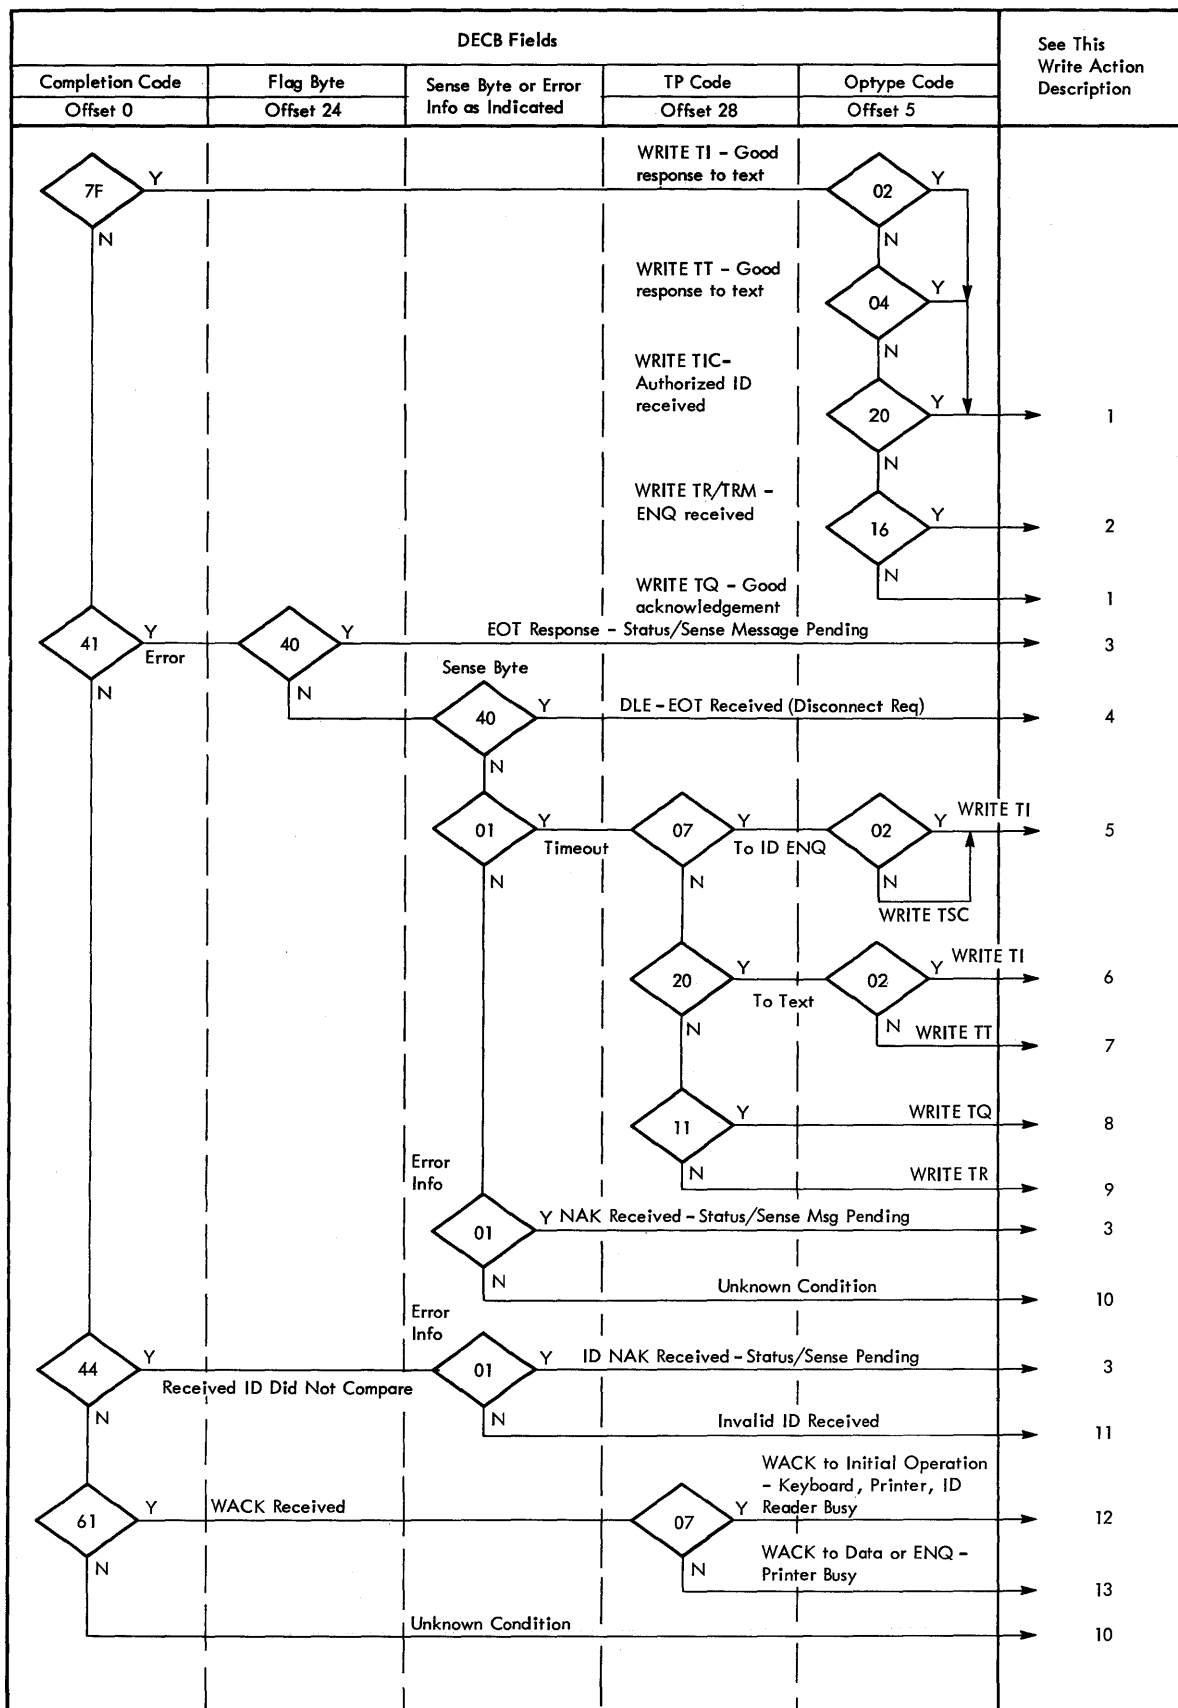 DECB Fields
See This
Write Action
Description
Completion Code
Flag Byte
Sense Byte or Error
Info as Indicated
TP Code
Optype Code
Offset 0
Offset 24
Offset 28
Offset 5
WRITE TI - Good
response to text
7F
Y
02
Y
N
N
WRITE TT - Good
response to text
04
Y
N
WRITE TIC-
Authorized ID
received
20
Y
1
N
WRITE TR/TRM -
ENQ received
16
Y
2
N
WRITE TQ - Good
acknowledgement
1
41
Y
Error
40
Y
EOT Response - Status/Sense Message Pending
3
N
N
Sense Byte
40
Y
DLE - EOT Received (Disconnect Req)
4
N
01
Y
Timeout
07
Y
To ID ENQ
02
Y
WRITE TI
5
N
N
N
WRITE TSC
20
Y
To Text
02
Y
WRITE TI
6
N
N
WRITE TT
7
11
Y
WRITE TQ
8
N
WRITE TR
9
Error
Info
01
Y
NAK Received - Status/Sense Msg Pending
3
N
Unknown Condition
10
Error
Info
44
Y
Received ID Did Not Compare
01
Y
ID NAK Received - Status/Sense Pending
3
N
N
Invalid ID Received
11
WACK to Initial Operation
- Keyboard, Printer, ID
Reader Busy
61
Y
WACK Received
07
Y
12
N
N
WACK to Data or ENQ -
Printer Busy
13
Unknown Condition
10